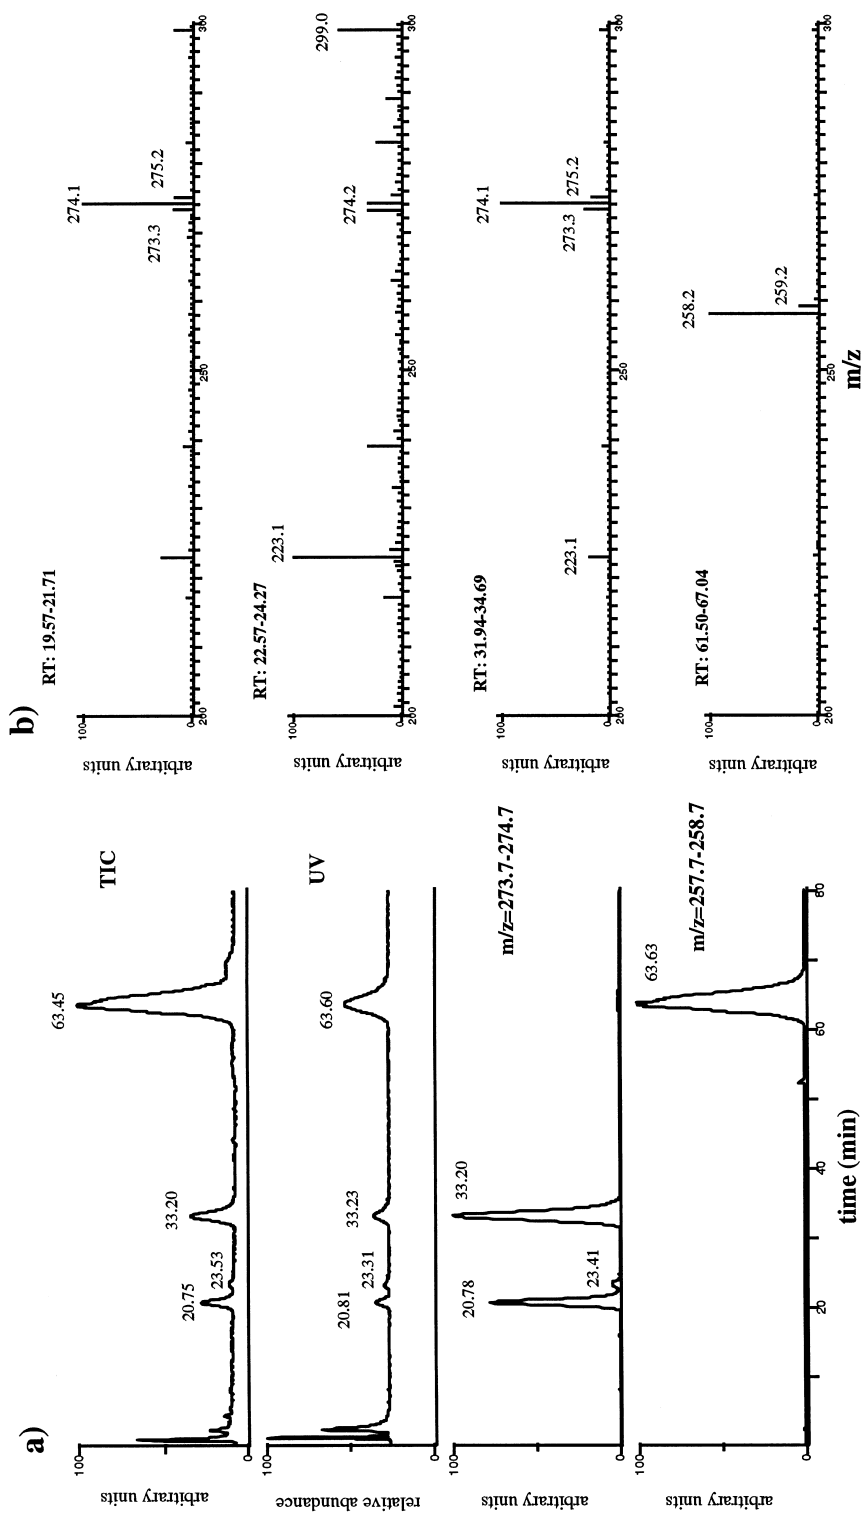 a)
TIC
100
0
arbitrary units
20.75
23.53
33.20
63.45
UV
100
0
relative abundance
20.81
23.31
33.23
63.60
m/z=273.7-274.7
100
0
arbitrary units
20.78
23.41
33.20
m/z=257.7-258.7
100
0
arbitrary units
63.63
20
40
60
80
time (min)
b)
RT: 19.57-21.71
100
0
arbitrary units
273.3
274.1
275.2
200
250
300
RT: 22.57-24.27
100
0
arbitrary units
223.1
274.2
299.0
200
250
300
RT: 31.94-34.69
100
0
arbitrary units
223.1
273.3
274.1
275.2
200
250
300
RT: 61.50-67.04
100
0
arbitrary units
258.2
259.2
200
250
300
m/z